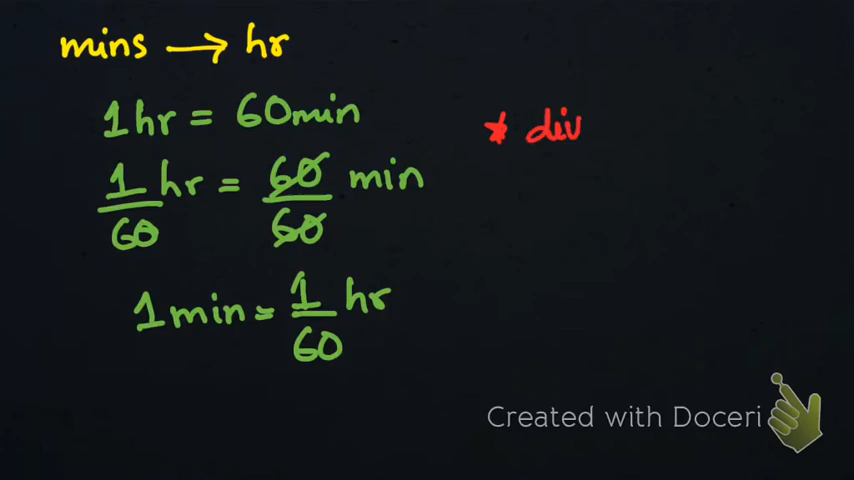 mins → hr
1hr = 60min
* div
1/60 hr = 60/60 min
1min = 1/60 hr
Created with Doceri